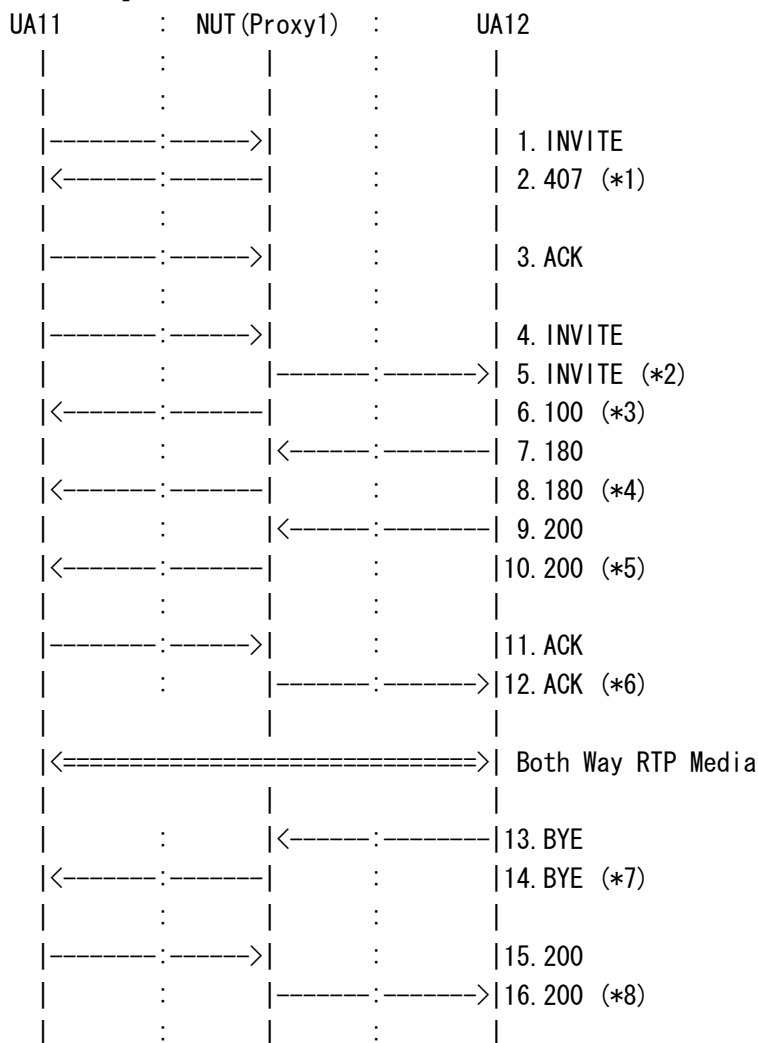 UA11 : NUT(Proxy1) : UA12
| : | : |
| : | : |
|--------:------>| : | 1. INVITE
|<-------:-------| : | 2. 407 (*1)
| : | : |
|--------:------>| : | 3. ACK
| : | : |
|--------:------>| : | 4. INVITE
| : |-------:------->| 5. INVITE (*2)
|<-------:-------| : | 6. 100 (*3)
| : |<------:--------| 7. 180
|<-------:-------| : | 8. 180 (*4)
| : |<------:--------| 9. 200
|<-------:-------| : |10. 200 (*5)
| : | : |
|--------:------>| : |11. ACK
| : |-------:------->|12. ACK (*6)
| | |
|<==============================>| Both Way RTP Media
| | |
| : |<------:--------|13. BYE
|<-------:-------| : |14. BYE (*7)
| : | : |
|--------:------>| : |15. 200
| : |-------:------->|16. 200 (*8)
| : | : |